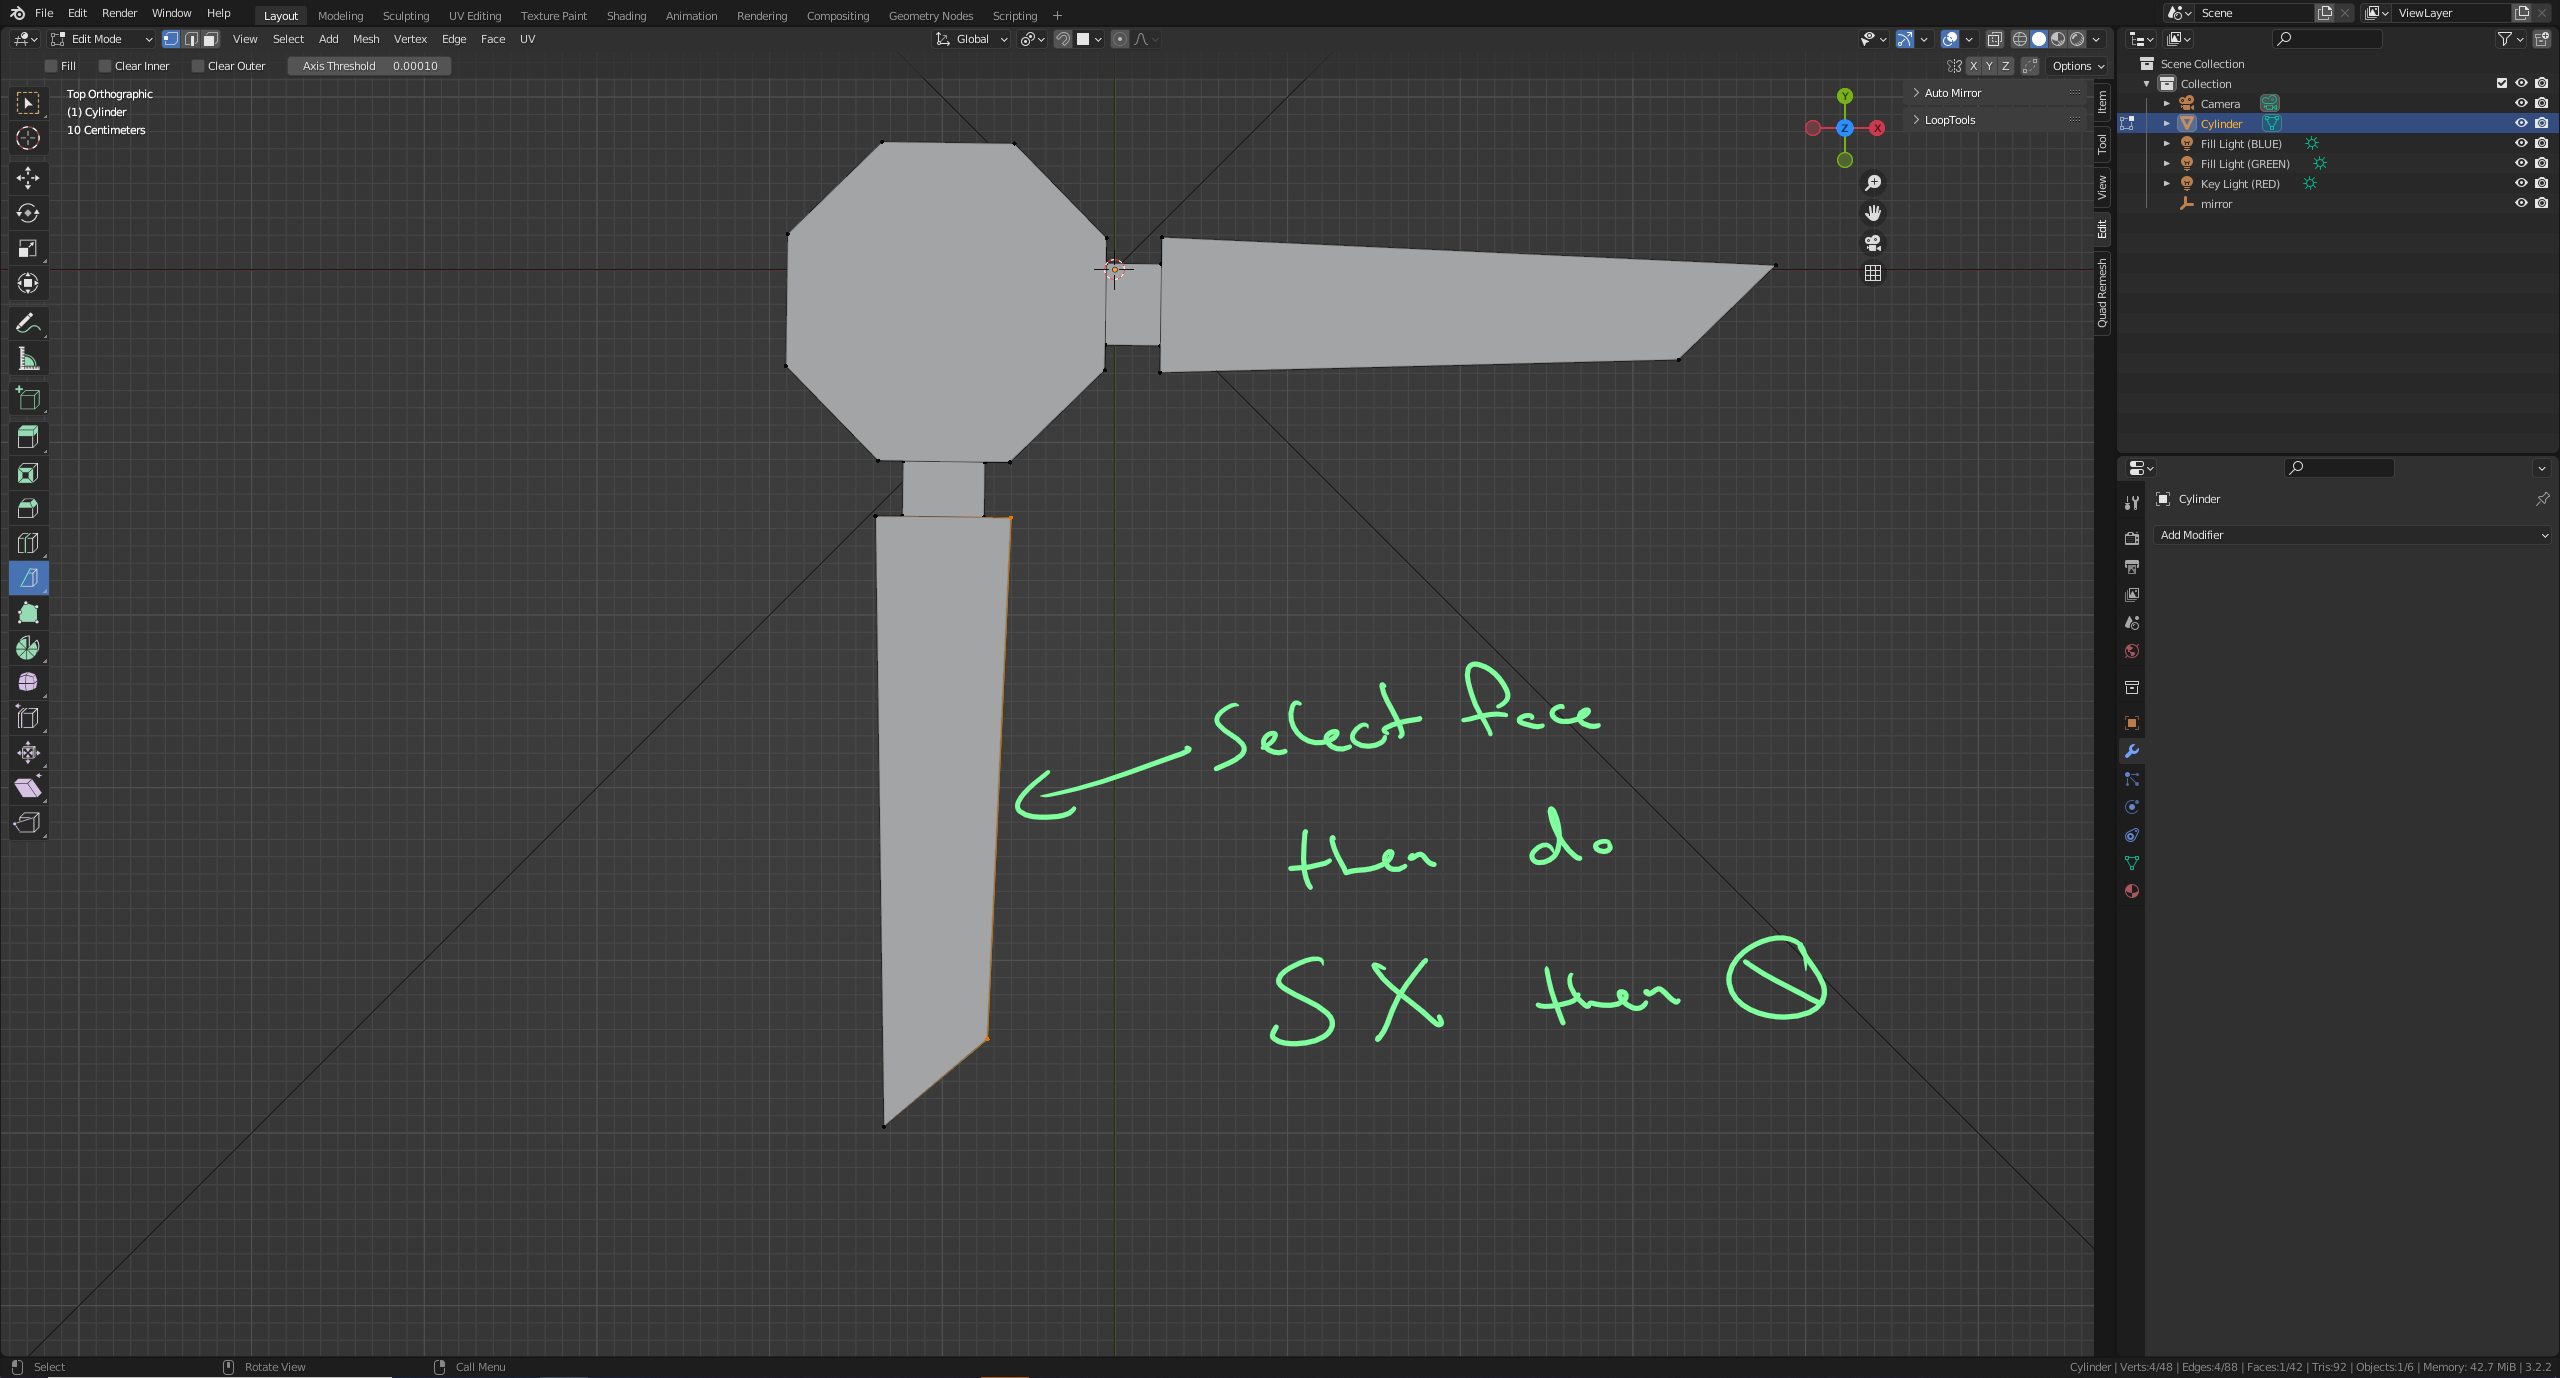 File Edit Render Window Help Layout Modeling Sculpting UV Editing Texture Paint Shading Animation Rendering Compositing Geometry Nodes Scripting + Scene ViewLayer
Edit Mode View Select Add Mesh Vertex Edge Face UV Global
Fill Clear Inner Clear Outer Axis Threshold 0.00010 X Y Z Options
Top Orthographic
(1) Cylinder
10 Centimeters
Y
X
Z
Auto Mirror
LoopTools
Item
Tool
View
Edit
Quad Remesh
Scene Collection
Collection
Camera
Cylinder
Fill Light (BLUE)
Fill Light (GREEN)
Key Light (RED)
mirror
Cylinder
Add Modifier
Select face
then do
SX then 0
Select Rotate View Call Menu Cylinder | Verts:4/48 | Edges:4/88 | Faces:1/42 | Tris:92 | Objects:1/6 | Memory: 42.7 MiB | 3.2.2